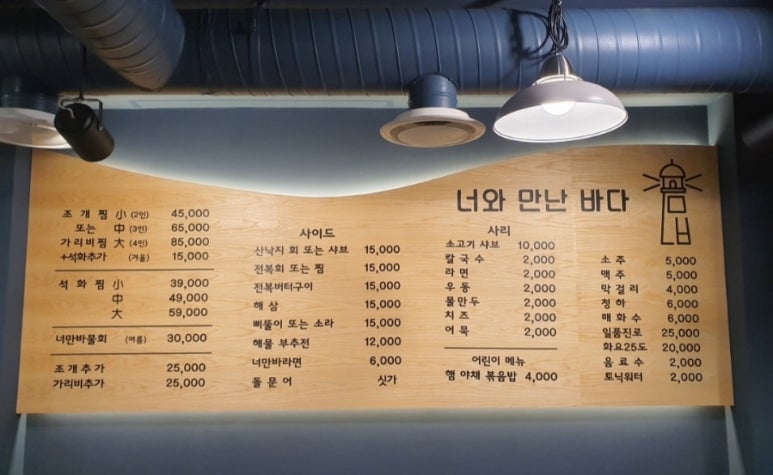 너와 만난 바다
조개찜 小 (2인) 45,000
또는 中 (3인) 65,000
가리비찜 大 (4인) 85,000
+석화추가 (겨울) 15,000
석화찜 小 39,000
中 49,000
大 59,000
너만바물회 (여름) 30,000
조개추가 25,000
가리비추가 25,000
사이드
산낙지 회 또는 샤브 15,000
전복회 또는 찜 15,000
전복버터구이 15,000
해삼 15,000
삐뚤이 또는 소라 15,000
해물 부추전 12,000
너만바라면 6,000
돌문어 싯가
사리
소고기 샤브 10,000
칼국수 2,000
라면 2,000
우동 2,000
물만두 2,000
치즈 2,000
어묵 2,000
어린이 메뉴
햄 야채 볶음밥 4,000
소주 5,000
맥주 5,000
막걸리 4,000
청하 6,000
매화수 6,000
일품진로 25,000
화요25도 20,000
음료수 2,000
토닉워터 2,000